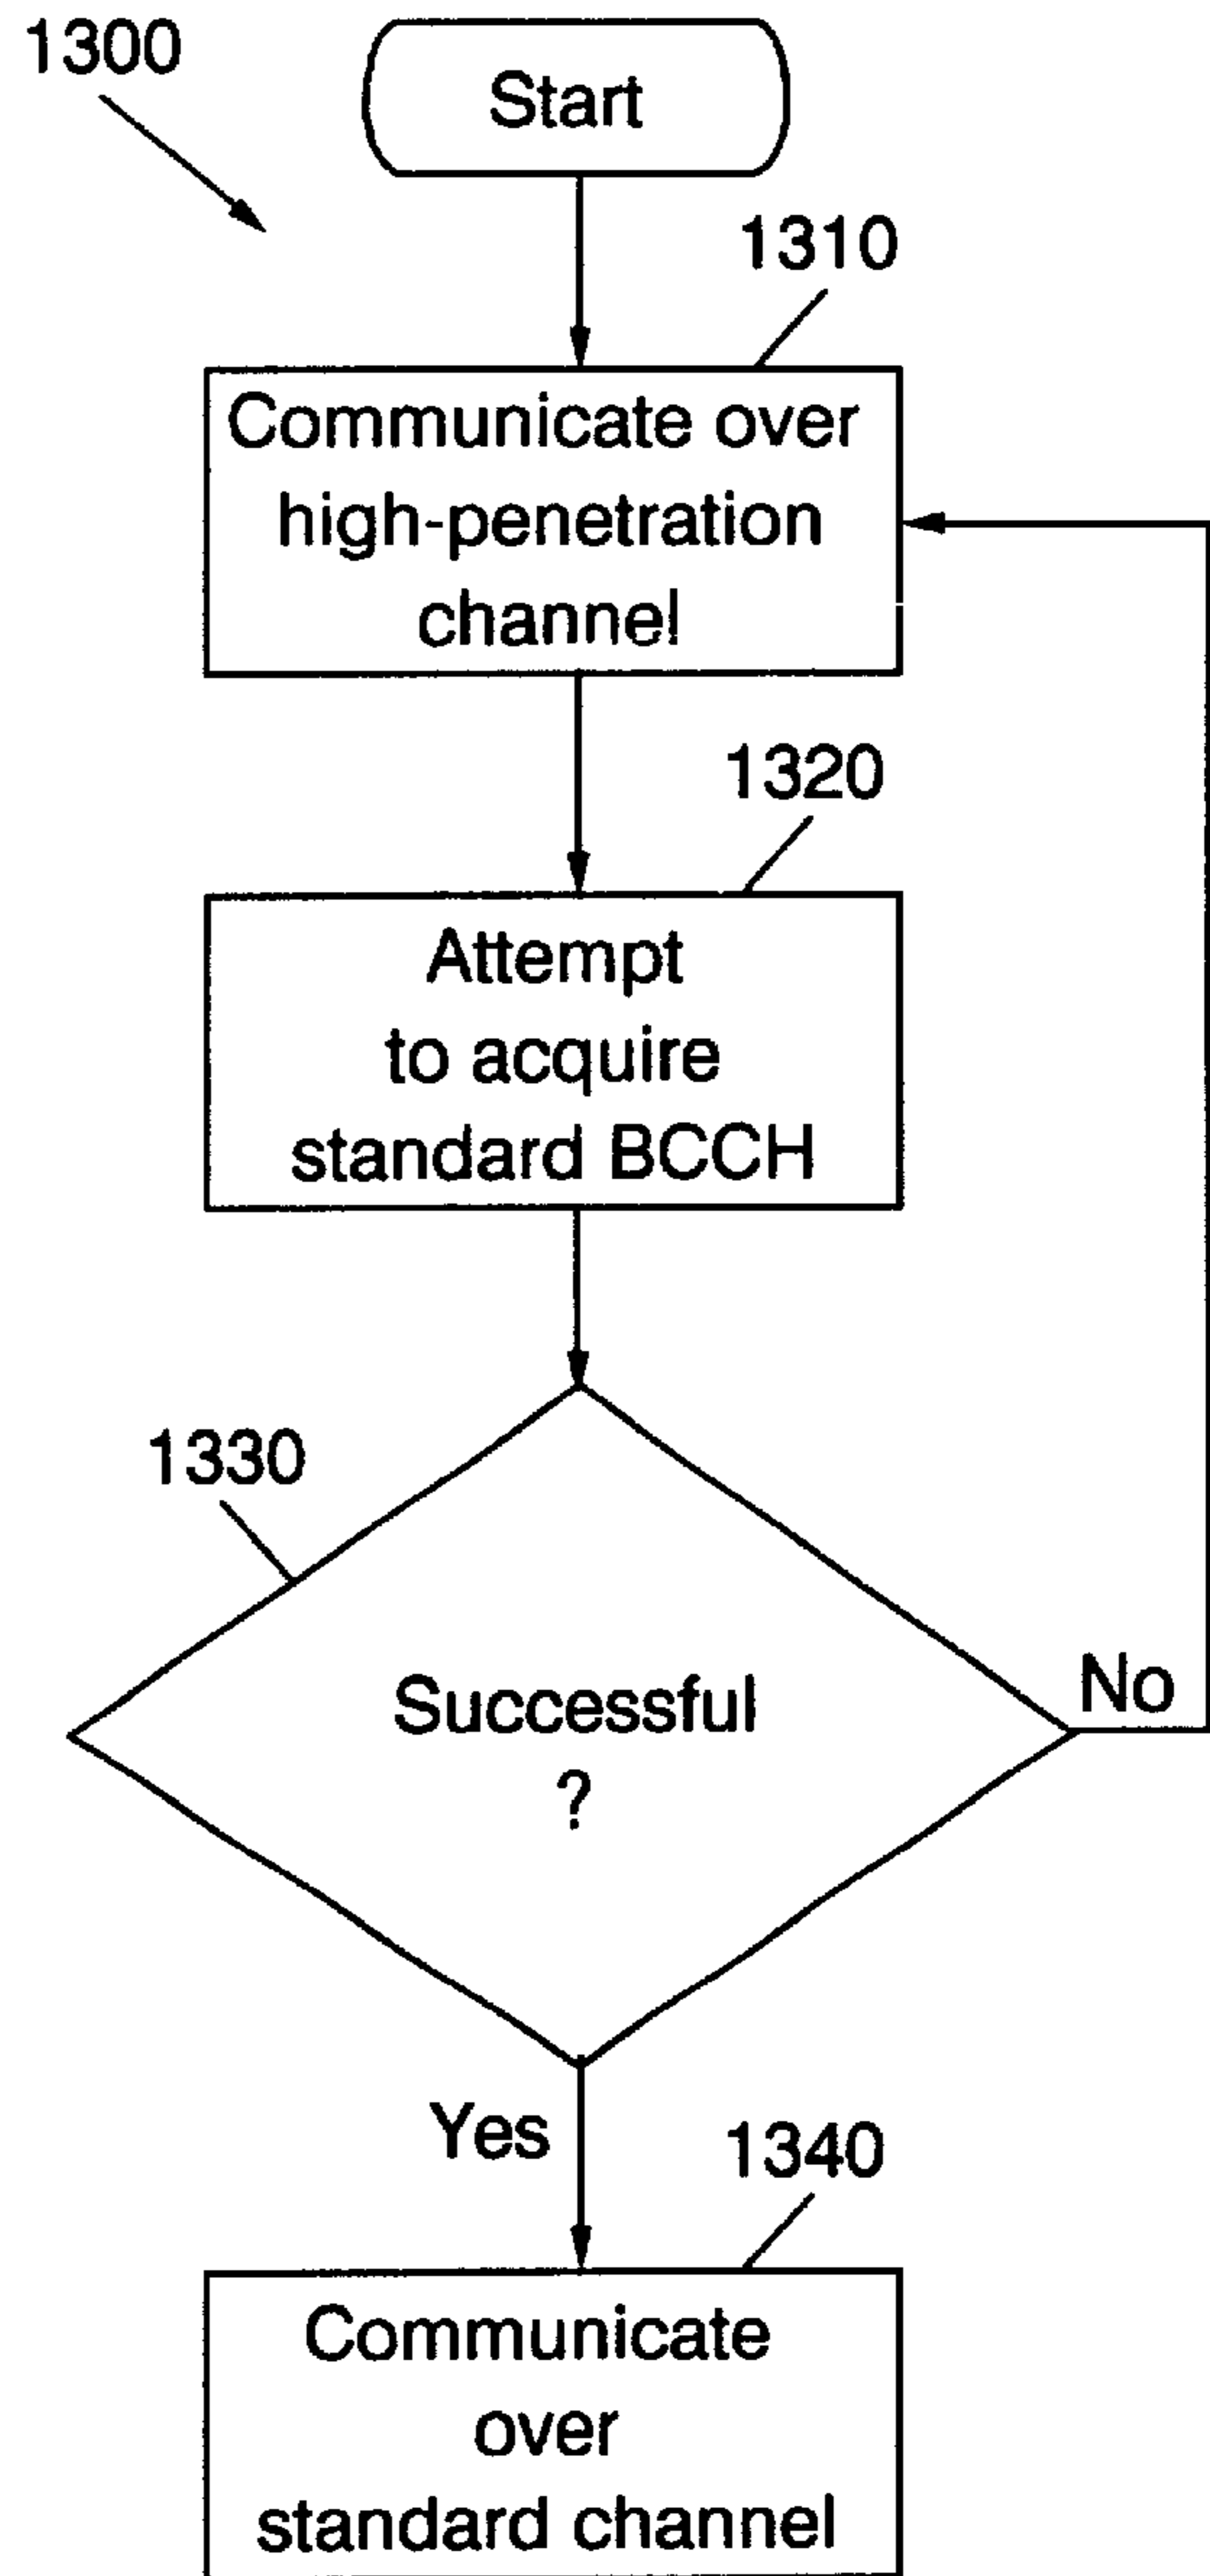 1300
Start
1310
Communicate over
high-penetration
channel
1320
Attempt
to acquire
standard BCCH
1330
Successful
?
No
Yes
1340
Communicate
over
standard channel